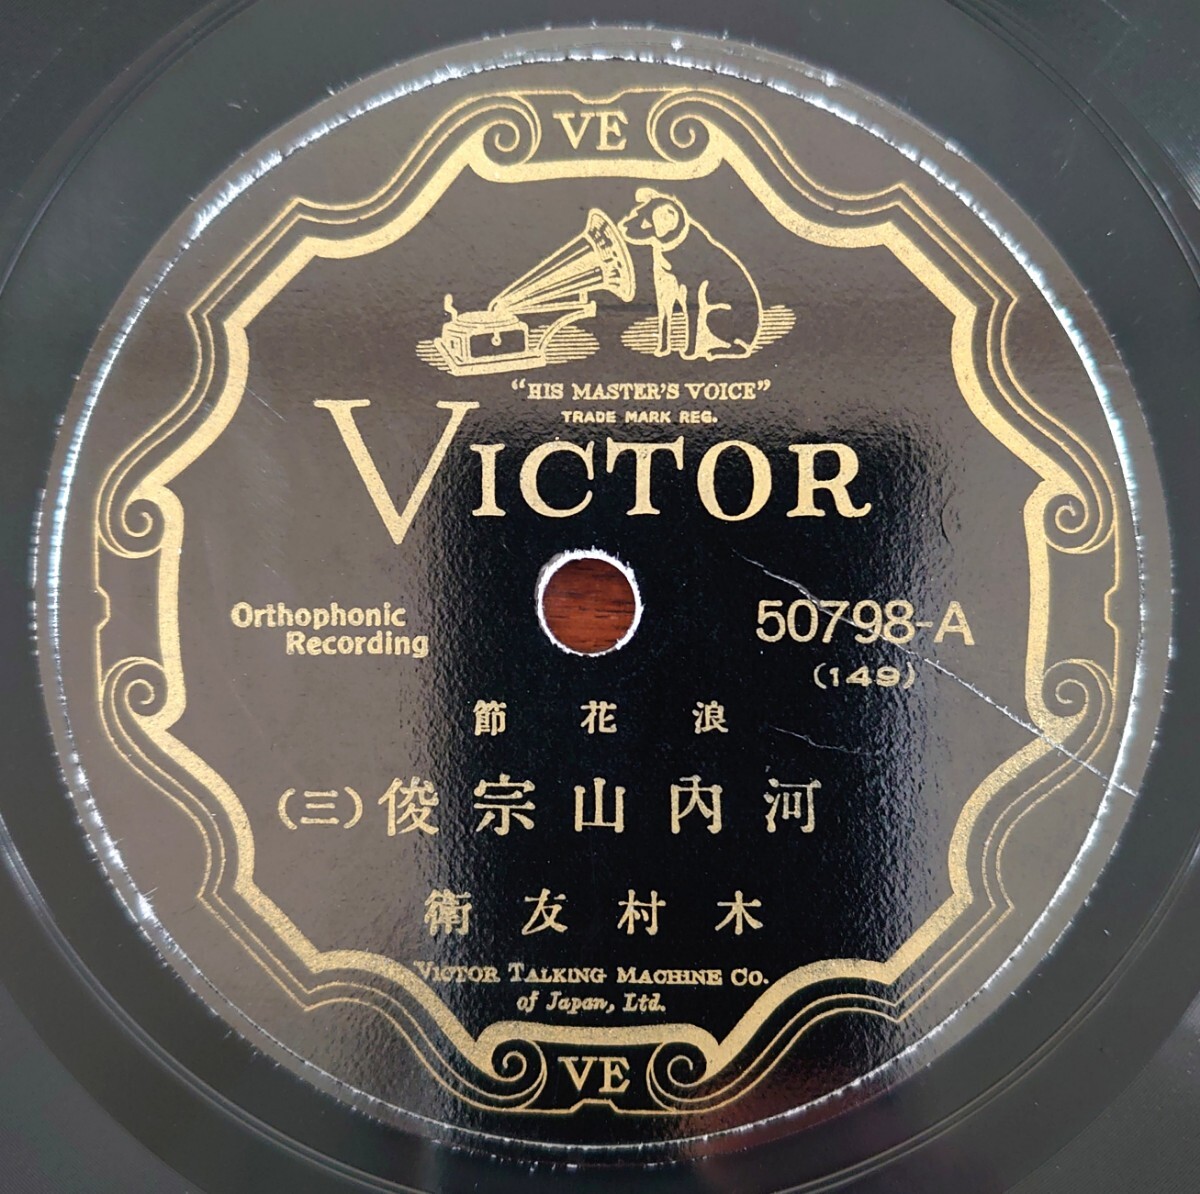 VE
"HIS MASTER'S VOICE"
TRADE MARK REG.
VICTOR
Orthophonic
Recording
50798-A
(149)
浪花節
河内山宗俊(三)
木村友衛
VICTOR TALKING MACHINE CO.
of Japan, Ltd.
VE